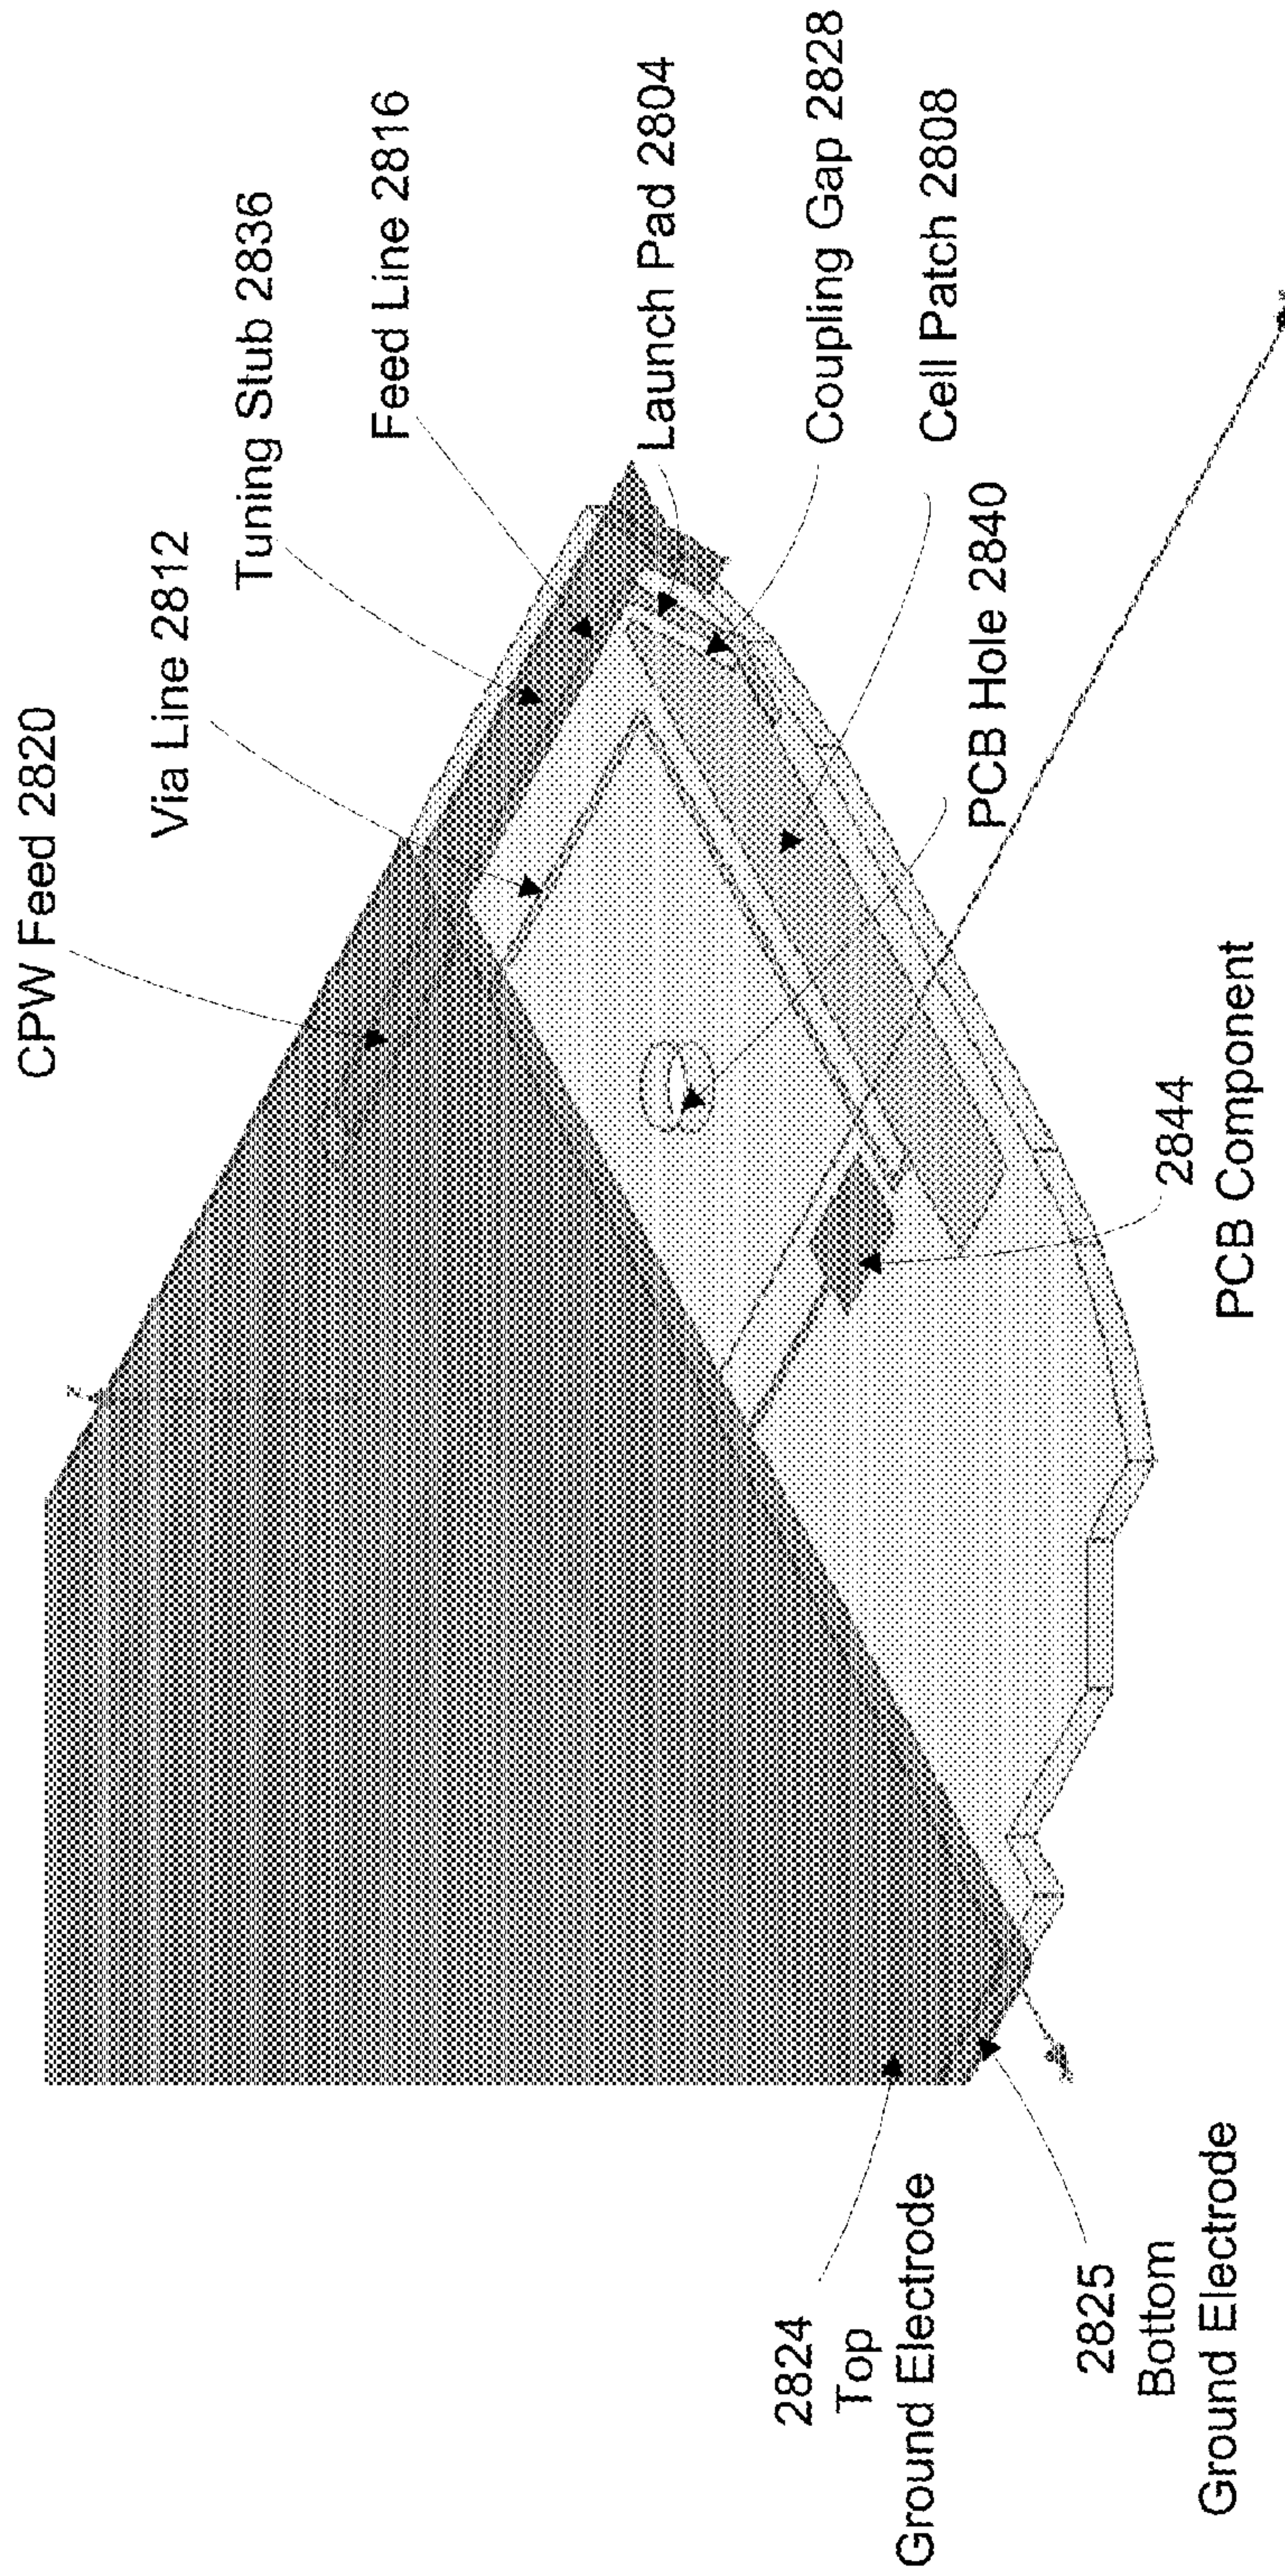 CPW Feed 2820
Via Line 2812
Tuning Stub 2836
Feed Line 2816
Launch Pad 2804
Coupling Gap 2828
Cell Patch 2808
PCB Hole 2840
2844
PCB Component
2824
Top
Ground Electrode
2825
Bottom
Ground Electrode
z